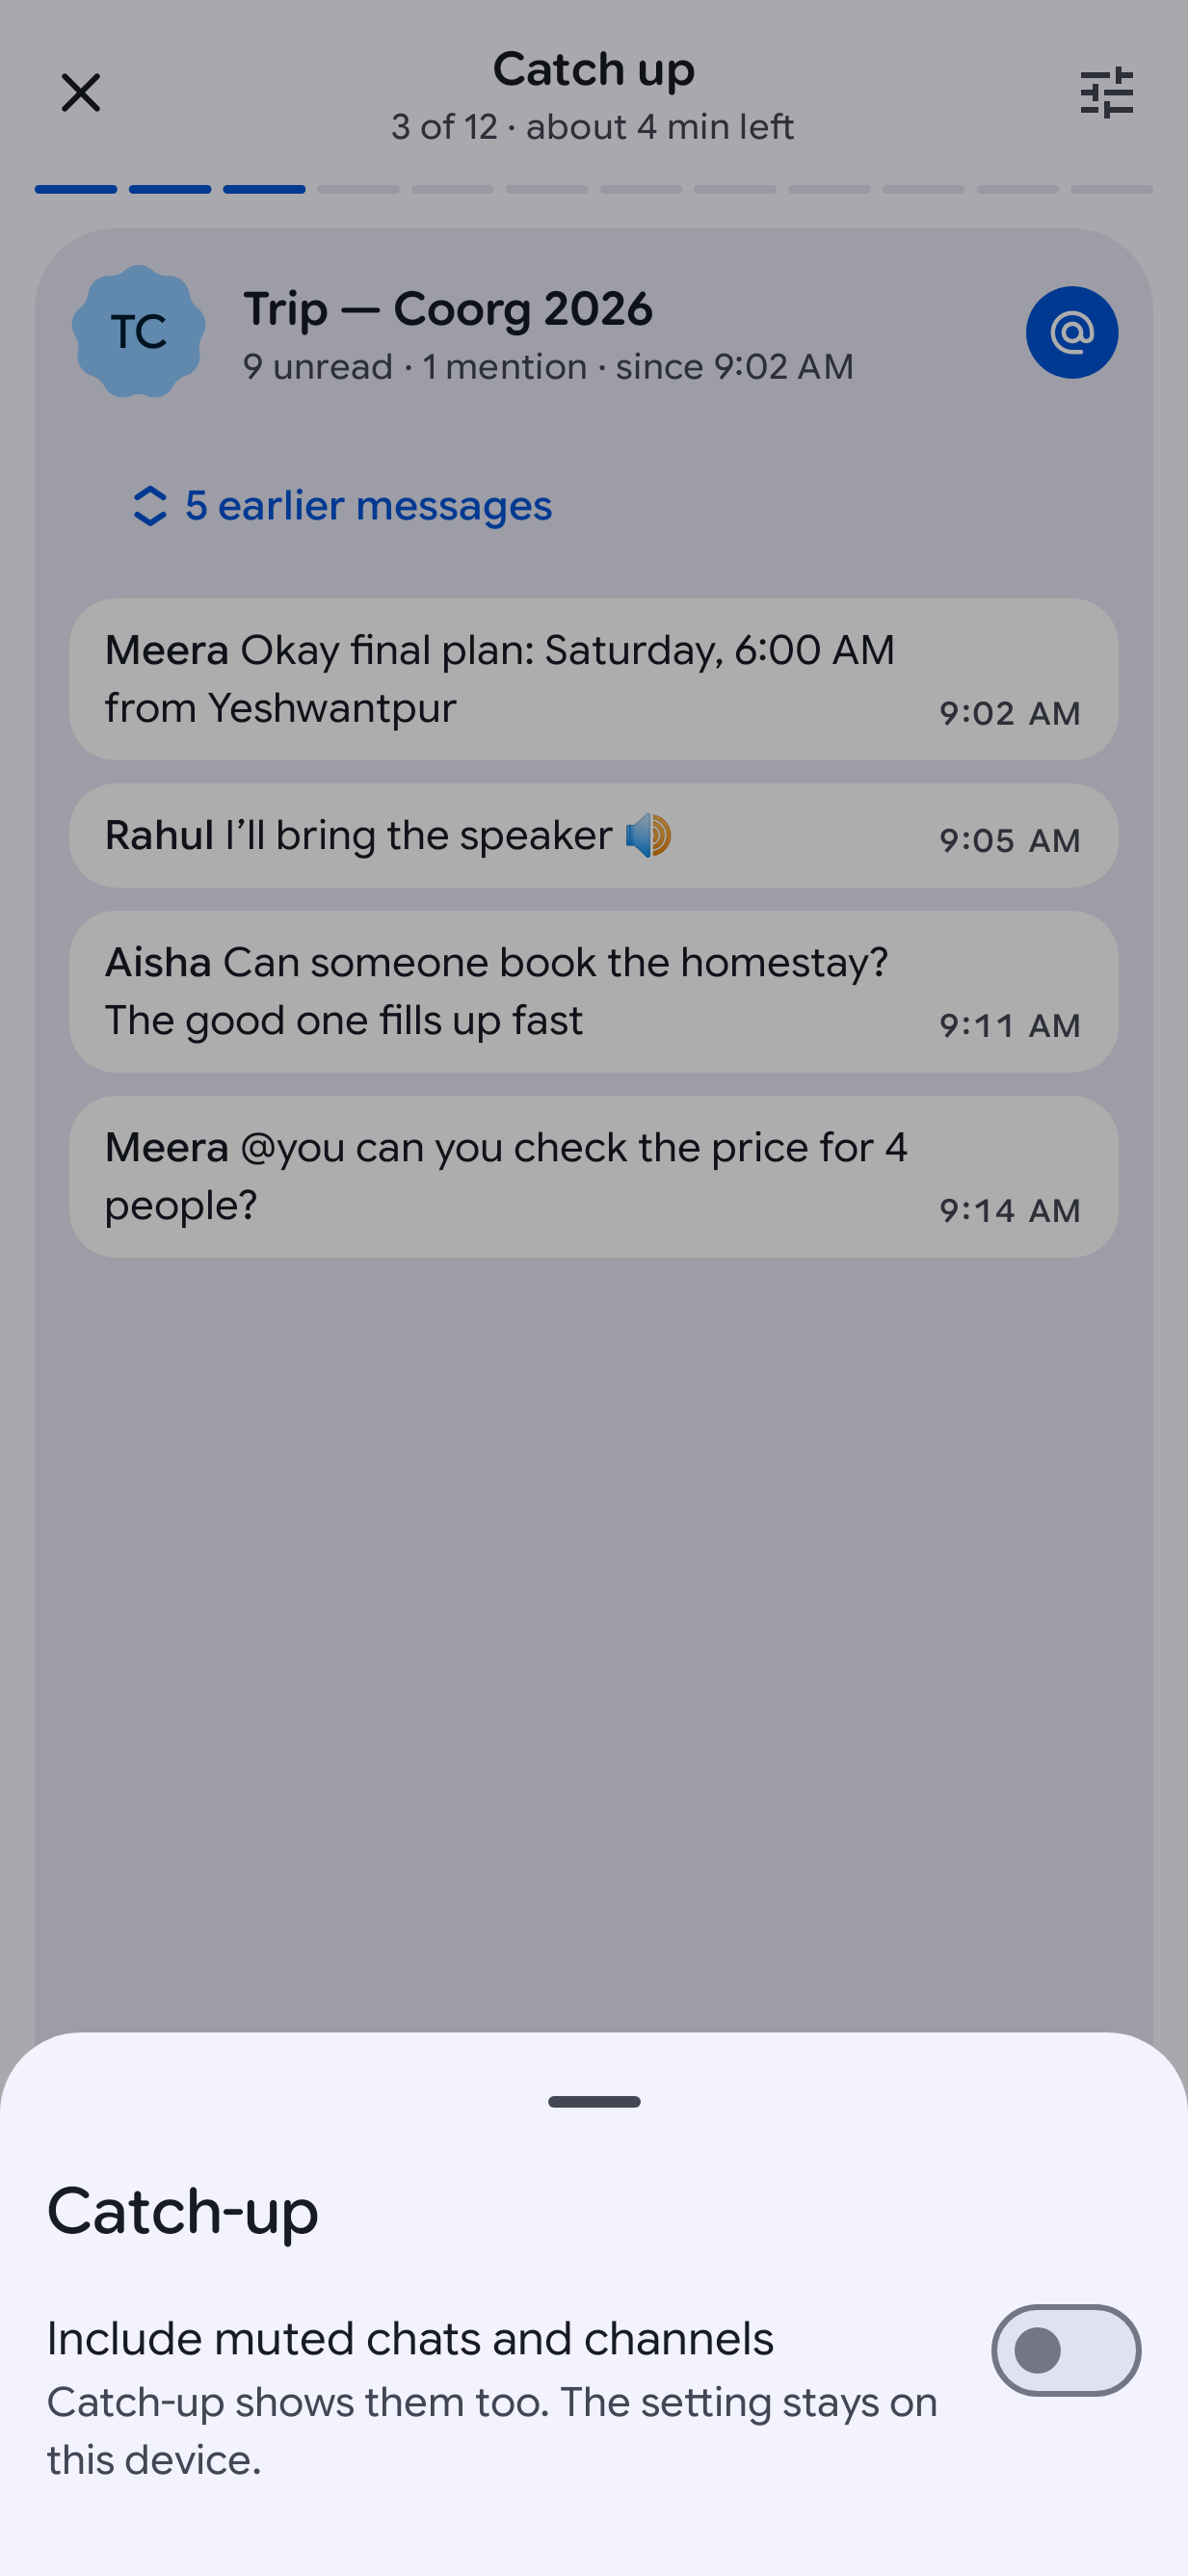 Catch up
3 of 12 · about 4 min left
TC
Trip — Coorg 2026
9 unread · 1 mention · since 9:02 AM
@
5 earlier messages
Meera Okay final plan: Saturday, 6:00 AM
from Yeshwantpur
9:02 AM
Rahul I’ll bring the speaker 🔊
9:05 AM
Aisha Can someone book the homestay?
The good one fills up fast
9:11 AM
Meera @you can you check the price for 4
people?
9:14 AM
Catch-up
Include muted chats and channels
Catch-up shows them too. The setting stays on
this device.